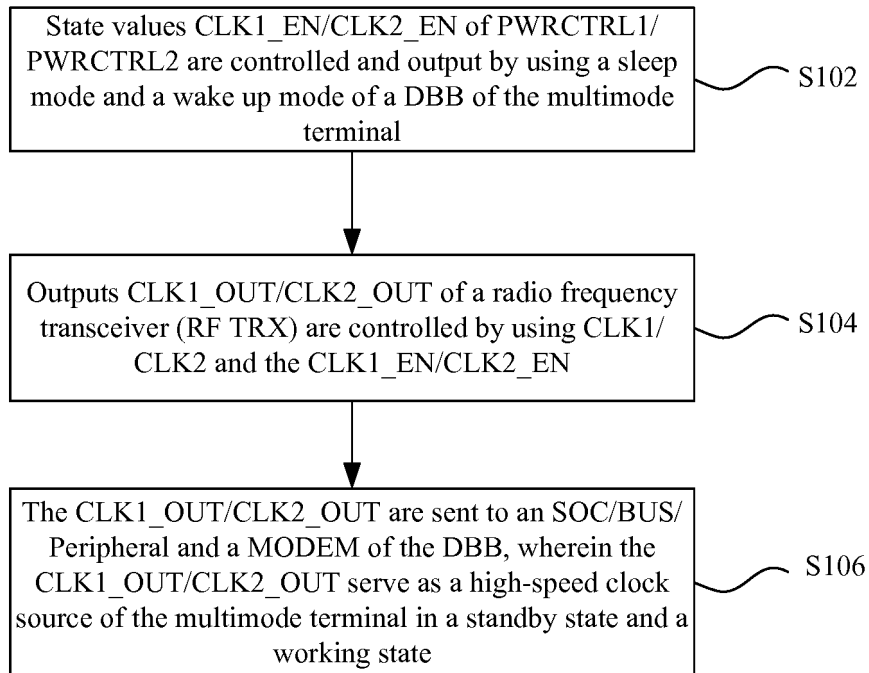 State values CLK1_EN/CLK2_EN of PWRCTRL1/
PWRCTRL2 are controlled and output by using a sleep
mode and a wake up mode of a DBB of the multimode
terminal
S102
Outputs CLK1_OUT/CLK2_OUT of a radio frequency
transceiver (RF TRX) are controlled by using CLK1/
CLK2 and the CLK1_EN/CLK2_EN
S104
The CLK1_OUT/CLK2_OUT are sent to an SOC/BUS/
Peripheral and a MODEM of the DBB, wherein the
CLK1_OUT/CLK2_OUT serve as a high-speed clock
source of the multimode terminal in a standby state and a
working state
S106